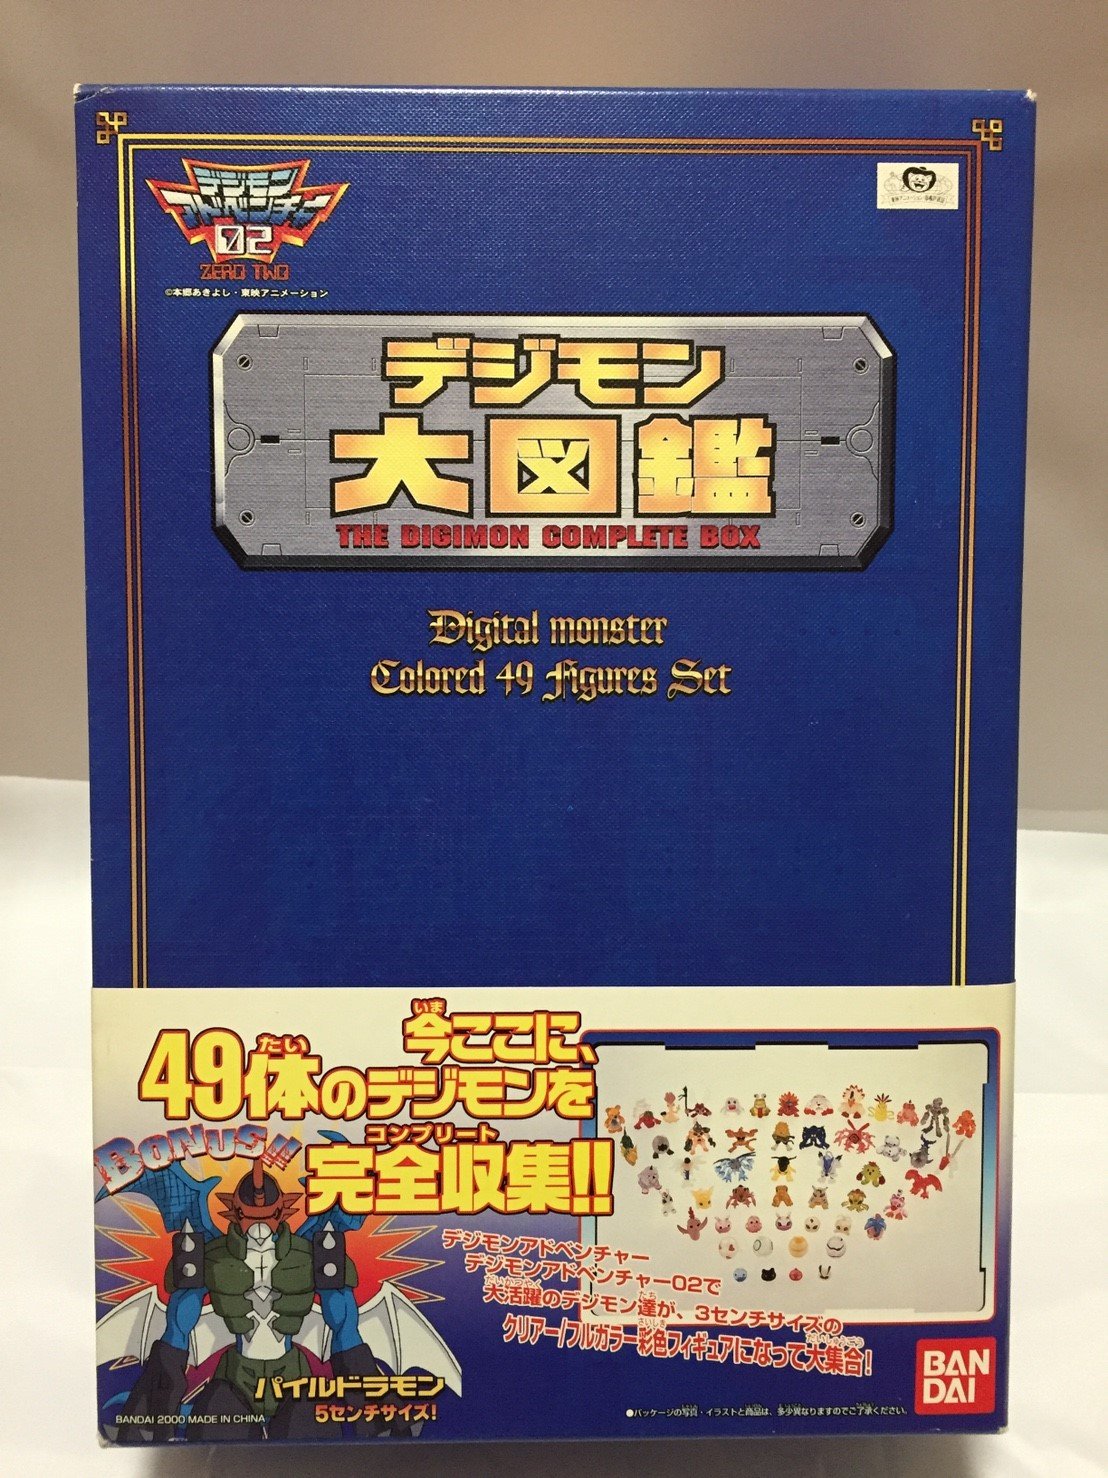 デジモン
アドベンチャー
02
ZERO TWO
©本郷あきよし・東映アニメーション
デジモン
大図鑑
THE DIGIMON COMPLETE BOX
Digital monster
Colored 49 Figures Set
いま
今ここに、
たい
49体のデジモンを
コンプリート
完全収集!!
BONUS!!
デジモンアドベンチャー
デジモンアドベンチャー02で
だいかつやく たち
大活躍のデジモン達が、3センチサイズの
さいしき だいしゅうごう
クリアー/フルカラー彩色フィギュアになって大集合!
パイルドラモン
5センチサイズ!
BANDAI 2000 MADE IN CHINA
●パッケージの写真・イラストと商品は、多少異なりますのでご了承ください。
BAN
DAI